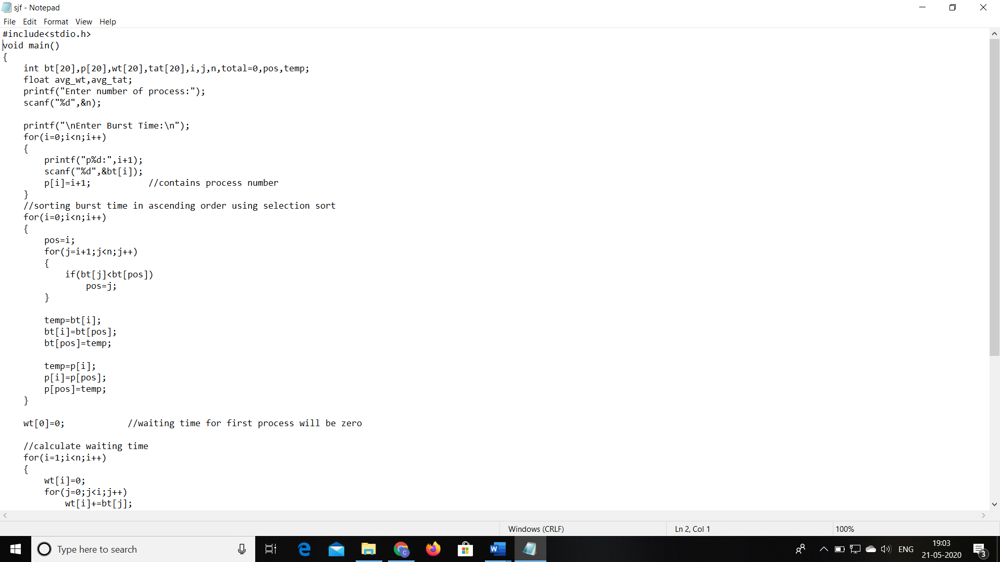 sjf - Notepad
File Edit Format View Help
#include<stdio.h>
void main()
{
    int bt[20],p[20],wt[20],tat[20],i,j,n,total=0,pos,temp;
    float avg_wt,avg_tat;
    printf("Enter number of process:");
    scanf("%d",&n);

    printf("\nEnter Burst Time:\n");
    for(i=0;i<n;i++)
    {
        printf("p%d:",i+1);
        scanf("%d",&bt[i]);
        p[i]=i+1;           //contains process number
    }
    //sorting burst time in ascending order using selection sort
    for(i=0;i<n;i++)
    {
        pos=i;
        for(j=i+1;j<n;j++)
        {
            if(bt[j]<bt[pos])
                pos=j;
        }

        temp=bt[i];
        bt[i]=bt[pos];
        bt[pos]=temp;

        temp=p[i];
        p[i]=p[pos];
        p[pos]=temp;
    }

    wt[0]=0;            //waiting time for first process will be zero

    //calculate waiting time
    for(i=1;i<n;i++)
    {
        wt[i]=0;
        for(j=0;j<i;j++)
            wt[i]+=bt[j];
Windows (CRLF) Ln 2, Col 1 100%
Type here to search
ENG
19:03
21-05-2020
3